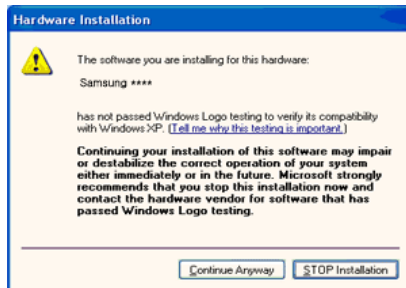 Hardware Installation
The software you are installing for this hardware:
Samsung ****
has not passed Windows Logo testing to verify its compatibility
with Windows XP. (Tell me why this testing is important.)
Continuing your installation of this software may impair
or destabilize the correct operation of your system
either immediately or in the future. Microsoft strongly
recommends that you stop this installation now and
contact the hardware vendor for software that has
passed Windows Logo testing.
Continue Anyway
STOP Installation